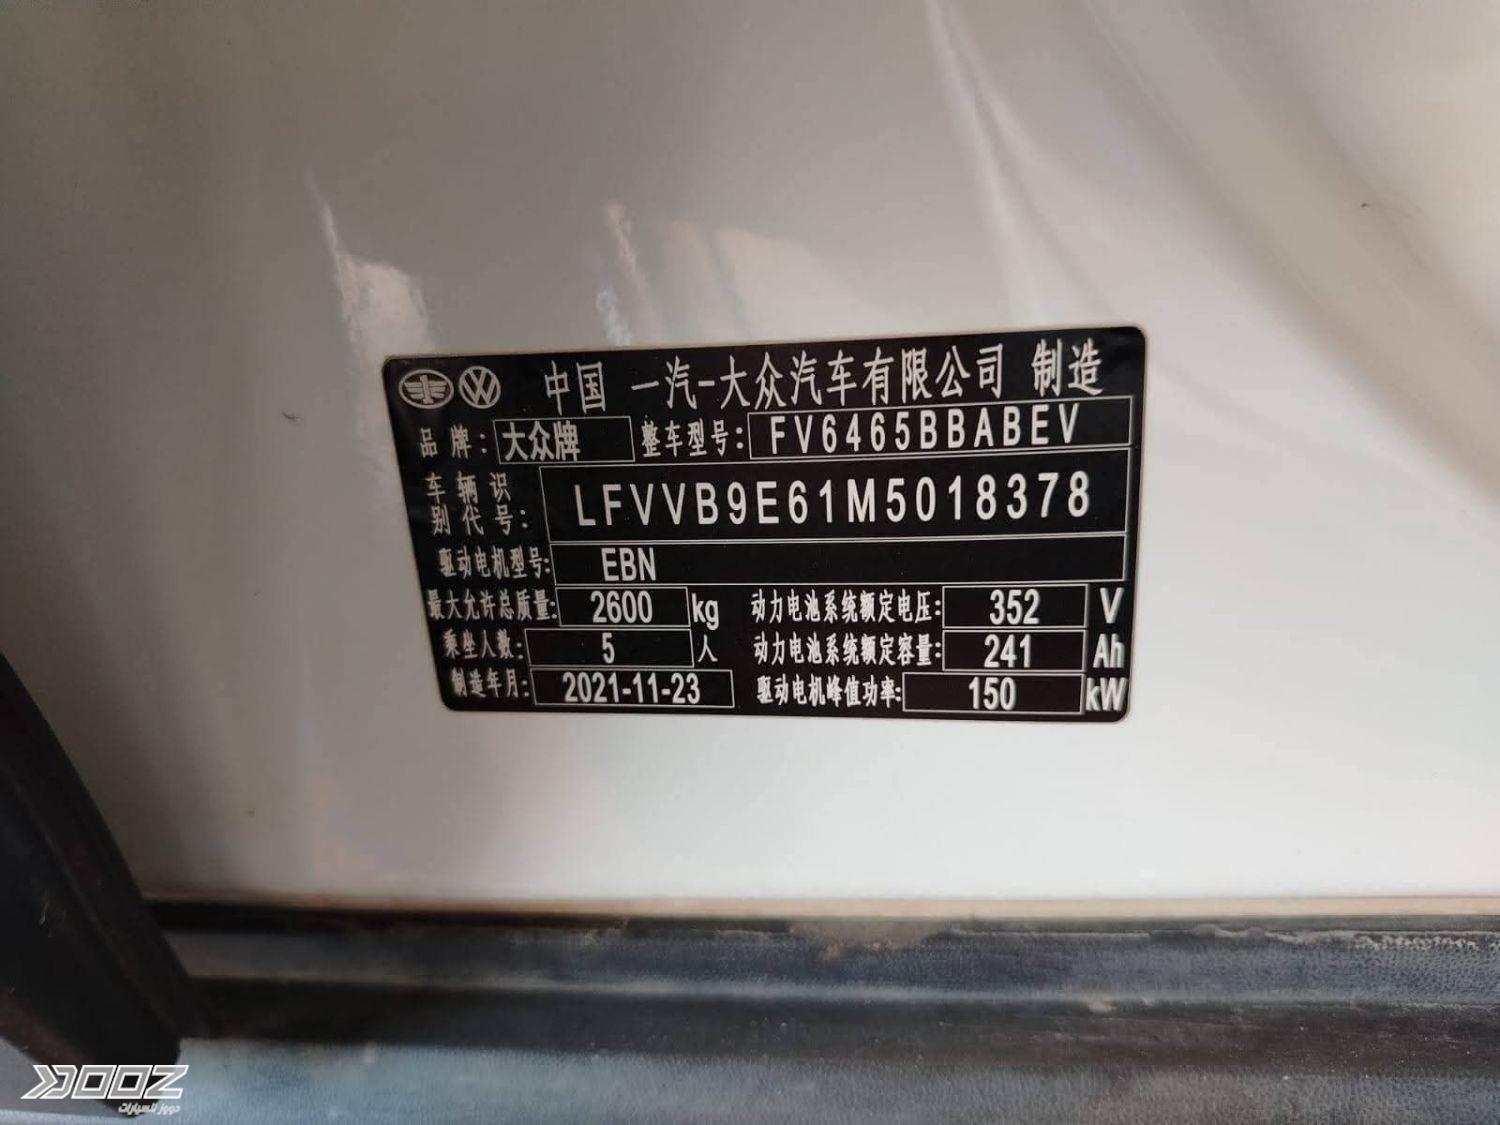 中国 一汽-大众汽车有限公司 制造
品牌: 大众牌 整车型号: FV6465BBABEV
车辆识别代号: LFVVB9E61M5018378
驱动电机型号: EBN
最大允许总质量: 2600 kg 动力电池系统额定电压: 352 V
乘坐人数: 5 人 动力电池系统额定容量: 241 Ah
制造年月: 2021-11-23 驱动电机峰值功率: 150 kW
DOOZ
دووز للسيارات